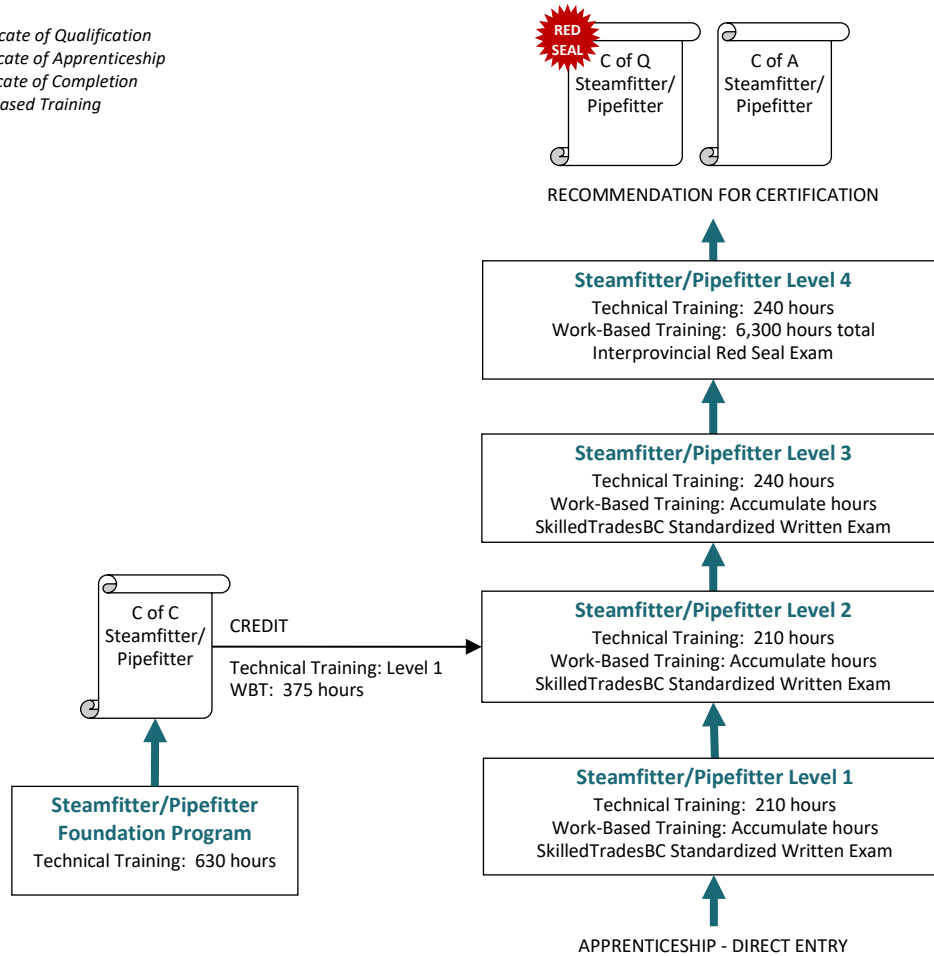 cate of Qualification
cate of Apprenticeship
cate of Completion
ased Training
RED
SEAL
C of Q
Steamfitter/
Pipefitter
C of A
Steamfitter/
Pipefitter
RECOMMENDATION FOR CERTIFICATION
Steamfitter/Pipefitter Level 4
Technical Training: 240 hours
Work-Based Training: 6,300 hours total
Interprovincial Red Seal Exam
Steamfitter/Pipefitter Level 3
Technical Training: 240 hours
Work-Based Training: Accumulate hours
SkilledTradesBC Standardized Written Exam
C of C
Steamfitter/
Pipefitter
CREDIT
Technical Training: Level 1
WBT: 375 hours
Steamfitter/Pipefitter Level 2
Technical Training: 210 hours
Work-Based Training: Accumulate hours
SkilledTradesBC Standardized Written Exam
Steamfitter/Pipefitter
Foundation Program
Technical Training: 630 hours
Steamfitter/Pipefitter Level 1
Technical Training: 210 hours
Work-Based Training: Accumulate hours
SkilledTradesBC Standardized Written Exam
APPRENTICESHIP - DIRECT ENTRY